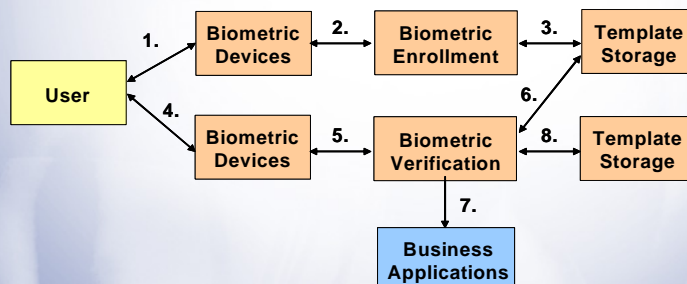 1.
Biometric
Devices
2.
Biometric
Enrollment
3.
Template
Storage
User
4.
Biometric
Devices
5.
Biometric
Verification
6.
8.
Template
Storage
7.
Business
Applications